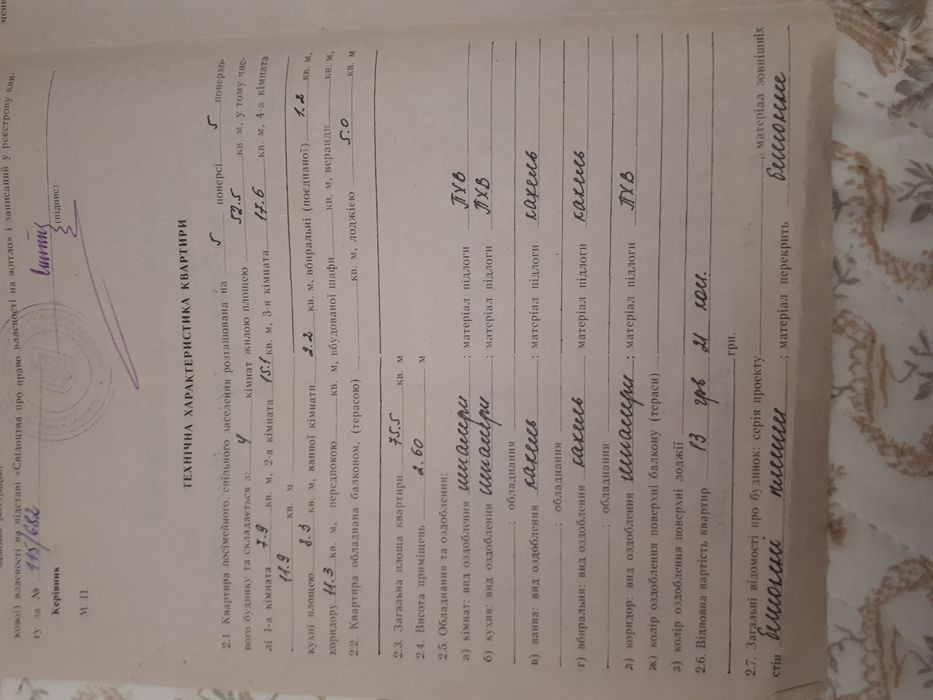 кової) власності на підставі «Свідоцтва про право власності на житло» і записаний у реєстрову кни-
гу за № 115/682
Керівник
(підпис)
М. П.
ТЕХНІЧНА ХАРАКТЕРИСТИКА КВАРТИРИ
2.1. Квартира посімейного, спільного заселення розташована на 5 поверсі 5 поверхо-
вого будинку та складається з: 4 кімнат жилою площею 52.5 кв. м, у тому чис-
лі 1-а кімната 7.9 кв. м, 2-а кімната 15.1 кв. м, 3-я кімната 17.6 кв. м, 4-а кімната
11.9 кв. м
кухні площею 8.3 кв. м, ванної кімнати 2.2 кв. м, вбиральні (поєднаної) 1.2 кв. м,
коридору 11.3 кв. м, передпокою кв. м, вбудованої шафи кв. м, веранди кв. м,
2.2. Квартира обладнана балконом, (терасою) кв. м, лоджією 5.0 кв. м
2.3. Загальна площа квартири 75.5 кв. м
2.4. Висота приміщень 2.60 м
2.5. Обладнання та оздоблення:
а) кімнат: вид оздоблення шпалери; матеріал підлоги ПХВ
б) кухня: вид оздоблення шпалери; матеріал підлоги ПХВ
; обладнання
в) ванна: вид оздоблення кахель; матеріал підлоги кахель
; обладнання
г) вбиральня: вид оздоблення кахель матеріал підлоги кахель
; обладнання
д) коридор: вид оздоблення шпалери; матеріал підлоги ПХВ
ж) колір оздоблення поверхні балкону (тераси)
з) колір оздоблення поверхні лоджії
2.6. Відновна вартість квартир 13 грв 21 коп.
грн.
2.7. Загальні відомості про будинок: серія проекту , матеріал зовнішніх
стін бетонні плити; матеріал перекрить бетонне